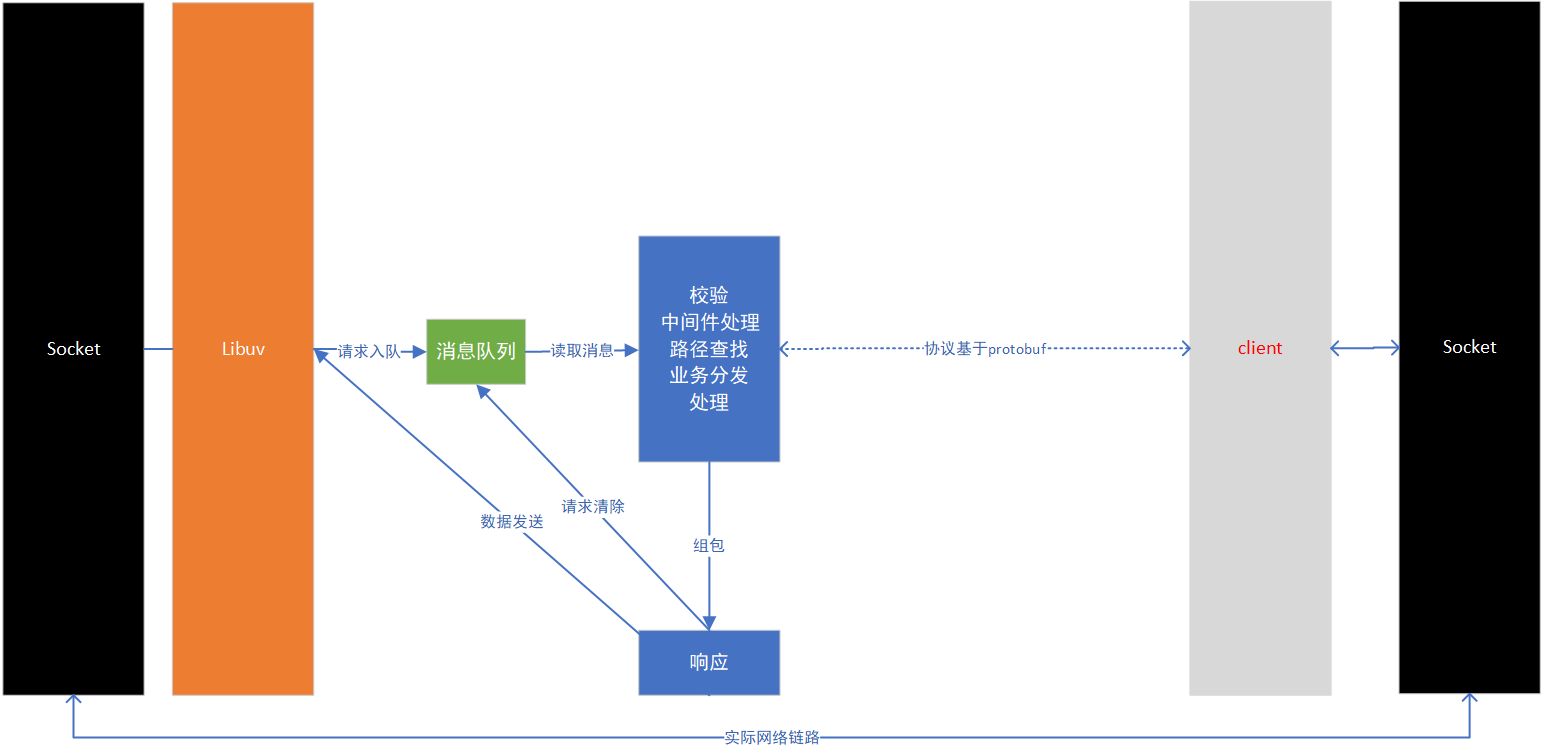 校验
中间件处理
路径查找
业务分发
处理
Socket
Libuv
请求入队
消息队列
读取消息
协议基于protobuf
client
Socket
请求清除
数据发送
组包
响应
实际网络链路